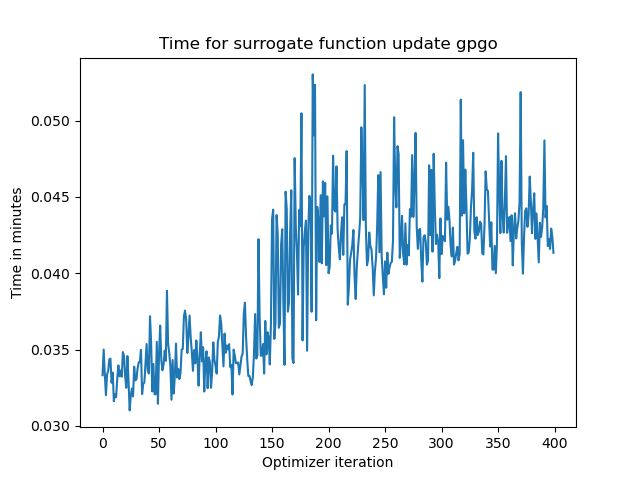 Time for surrogate function update gpgo
0.050
0.045
0.040
0.035
0.030
Time in minutes
0 50 100 150 200 250 300 350 400
Optimizer iteration